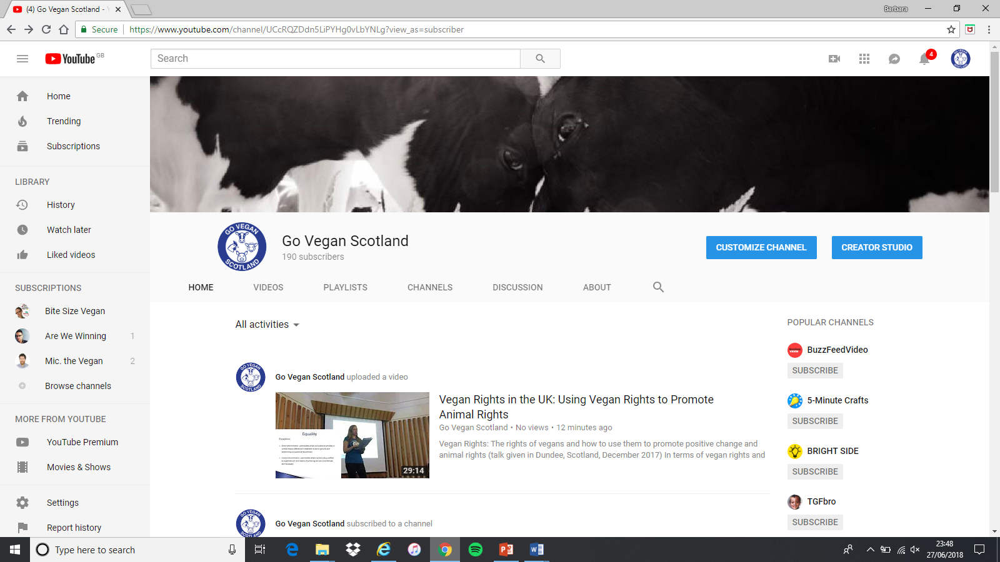 (4) Go Vegan Scotland - Y
Barbara
Secure
https://www.youtube.com/channel/UCcRQZDdn5LiPYHg0vLbYNLg?view_as=subscriber
YouTube GB
Search
4
Home
Trending
Subscriptions
LIBRARY
History
Watch later
Liked videos
SUBSCRIPTIONS
Bite Size Vegan
Are We Winning 1
Mic. the Vegan 2
Browse channels
MORE FROM YOUTUBE
YouTube Premium
Movies & Shows
Settings
Report history
GO VEGAN
SCOTLAND
Go Vegan Scotland
190 subscribers
CUSTOMIZE CHANNEL
CREATOR STUDIO
HOME
VIDEOS
PLAYLISTS
CHANNELS
DISCUSSION
ABOUT
All activities
GO VEGAN
SCOTLAND
Go Vegan Scotland uploaded a video
Equality
29:14
Vegan Rights in the UK: Using Vegan Rights to Promote
Animal Rights
Go Vegan Scotland • No views • 12 minutes ago
Vegan Rights: The rights of vegans and how to use them to promote positive change and
animal rights (talk given in Dundee, Scotland, December 2017) In terms of vegan rights and
GO VEGAN
SCOTLAND
Go Vegan Scotland subscribed to a channel
POPULAR CHANNELS
BuzzFeedVideo
SUBSCRIBE
5-Minute Crafts
SUBSCRIBE
BRIGHT SIDE
SUBSCRIBE
TGFbro
SUBSCRIBE
Type here to search
23:48
27/06/2018